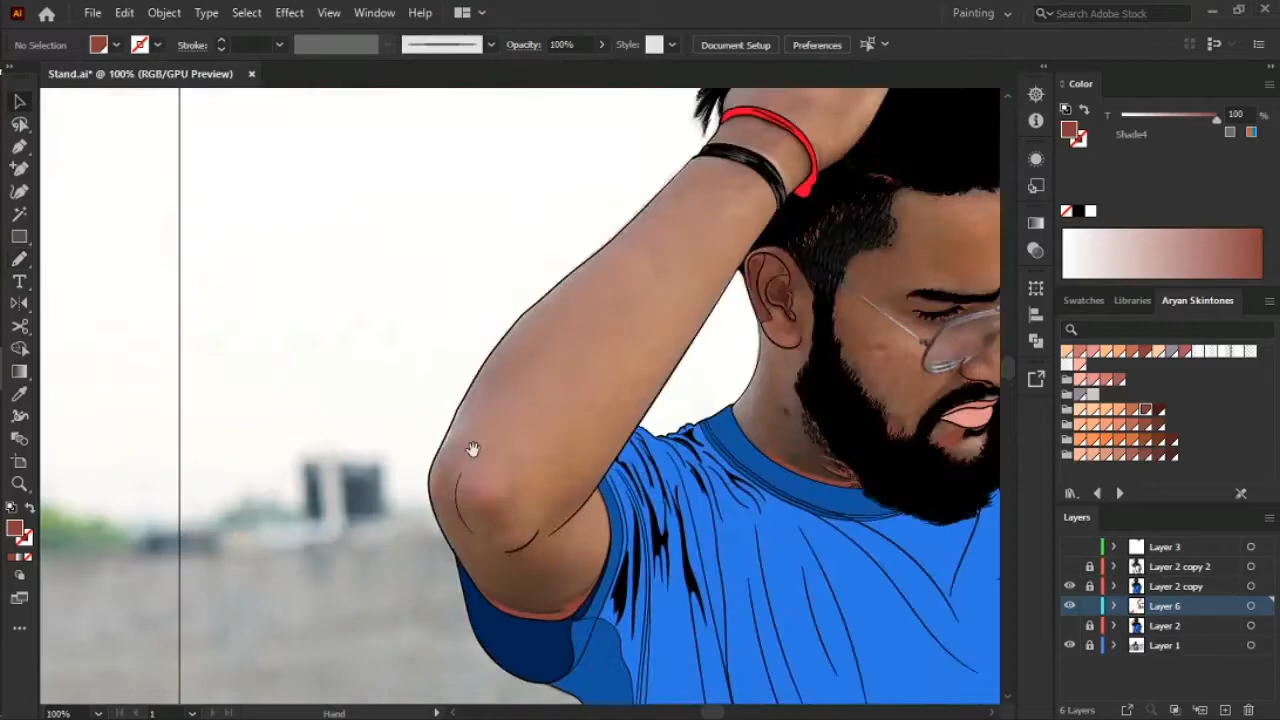 Ai File Edit Object Type Select Effect View Window Help Painting Search Adobe Stock
No Selection Stroke: Opacity: 100% Style: Document Setup Preferences
Stand.ai* @ 100% (RGB/GPU Preview)
Color
T 100 %
Shade4
Swatches Libraries Aryan Skintones
Layers
Layer 3
Layer 2 copy 2
Layer 2 copy
Layer 6
Layer 2
Layer 1
100% 1 Hand 6 Layers